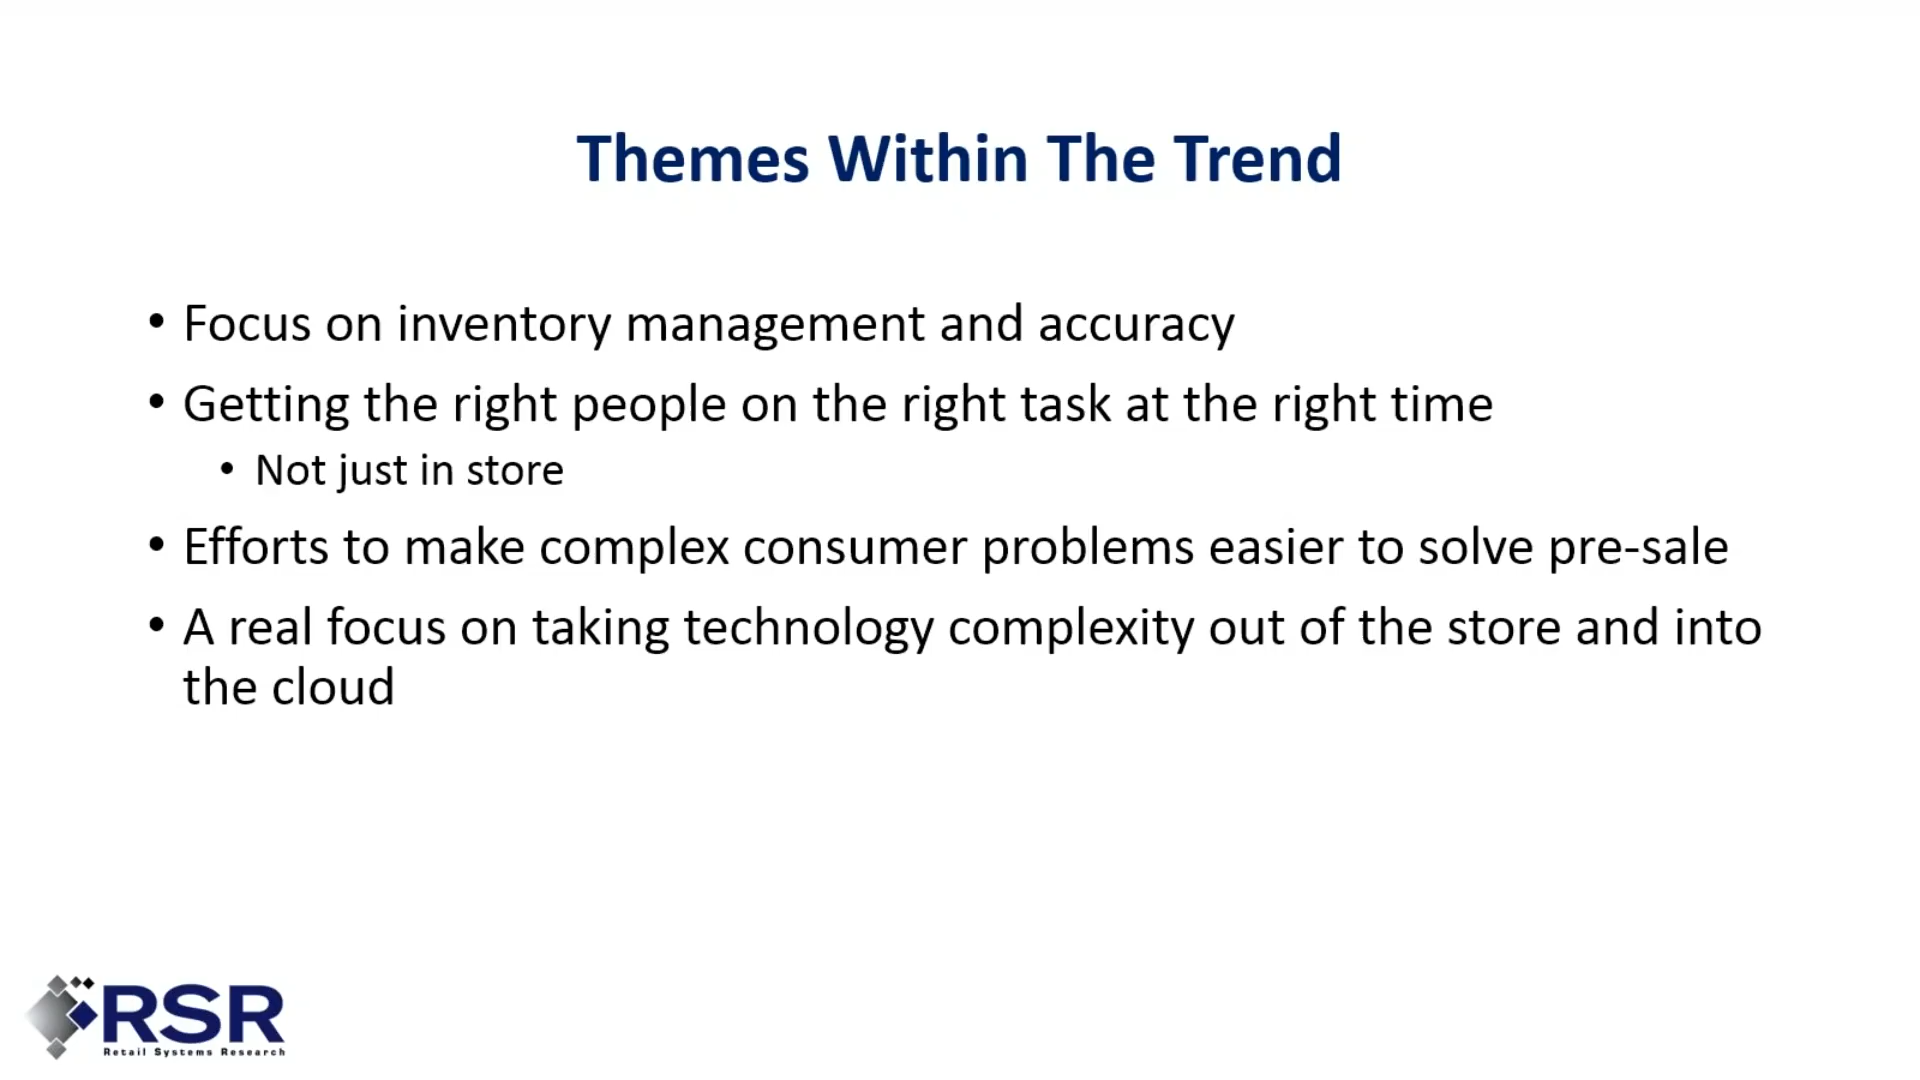 Themes Within The Trend
• Focus on inventory management and accuracy
• Getting the right people on the right task at the right time
• Not just in store
• Efforts to make complex consumer problems easier to solve pre-sale
• A real focus on taking technology complexity out of the store and into
the cloud
RSR
Retail Systems Research